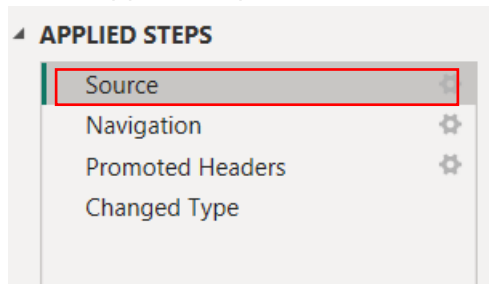 APPLIED STEPS
Source
Navigation
Promoted Headers
Changed Type